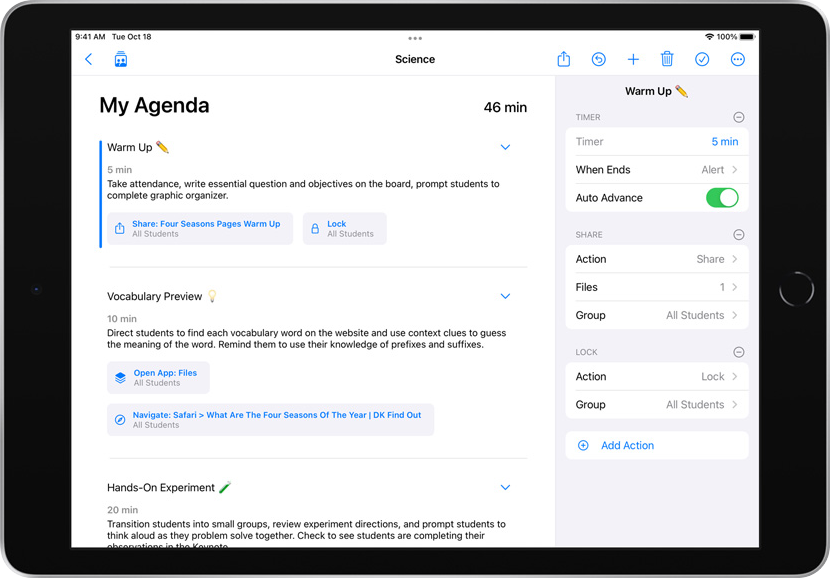 9:41 AM Tue Oct 18
100%
Science
My Agenda
46 min
Warm Up ✏️
5 min
Take attendance, write essential question and objectives on the board, prompt students to
complete graphic organizer.
Share: Four Seasons Pages Warm Up
All Students
Lock
All Students
Vocabulary Preview 💡
10 min
Direct students to find each vocabulary word on the website and use context clues to guess
the meaning of the word. Remind them to use their knowledge of prefixes and suffixes.
Open App: Files
All Students
Navigate: Safari > What Are The Four Seasons Of The Year | DK Find Out
All Students
Hands-On Experiment 🧪
20 min
Transition students into small groups, review experiment directions, and prompt students to
think aloud as they problem solve together. Check to see students are completing their
observations in the Keynote.
Warm Up ✏️
TIMER
Timer 5 min
When Ends Alert
Auto Advance
SHARE
Action Share
Files 1
Group All Students
LOCK
Action Lock
Group All Students
Add Action